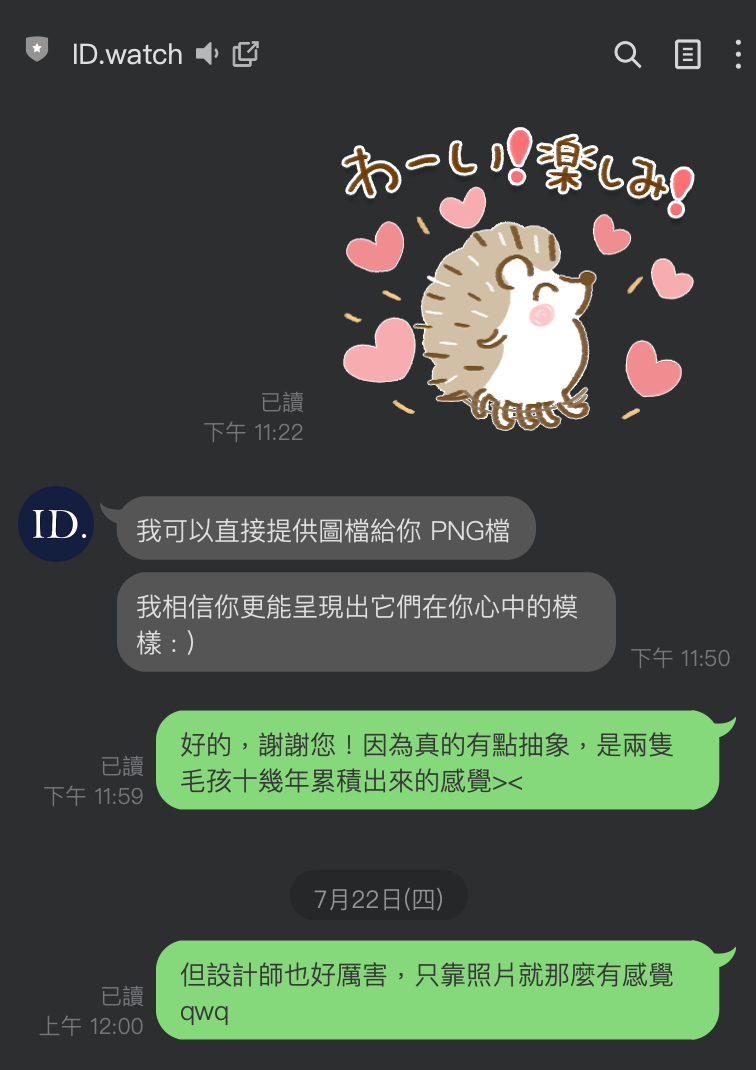 ID.watch
わーい!楽しみ!
已讀
下午 11:22
ID.
我可以直接提供圖檔給你 PNG檔
我相信你更能呈現出它們在你心中的模
樣 : )
下午 11:50
好的，謝謝您！因為真的有點抽象，是兩隻
毛孩十幾年累積出來的感覺><
已讀
下午 11:59
7月22日(四)
但設計師也好厲害，只靠照片就那麼有感覺
qwq
已讀
上午 12:00